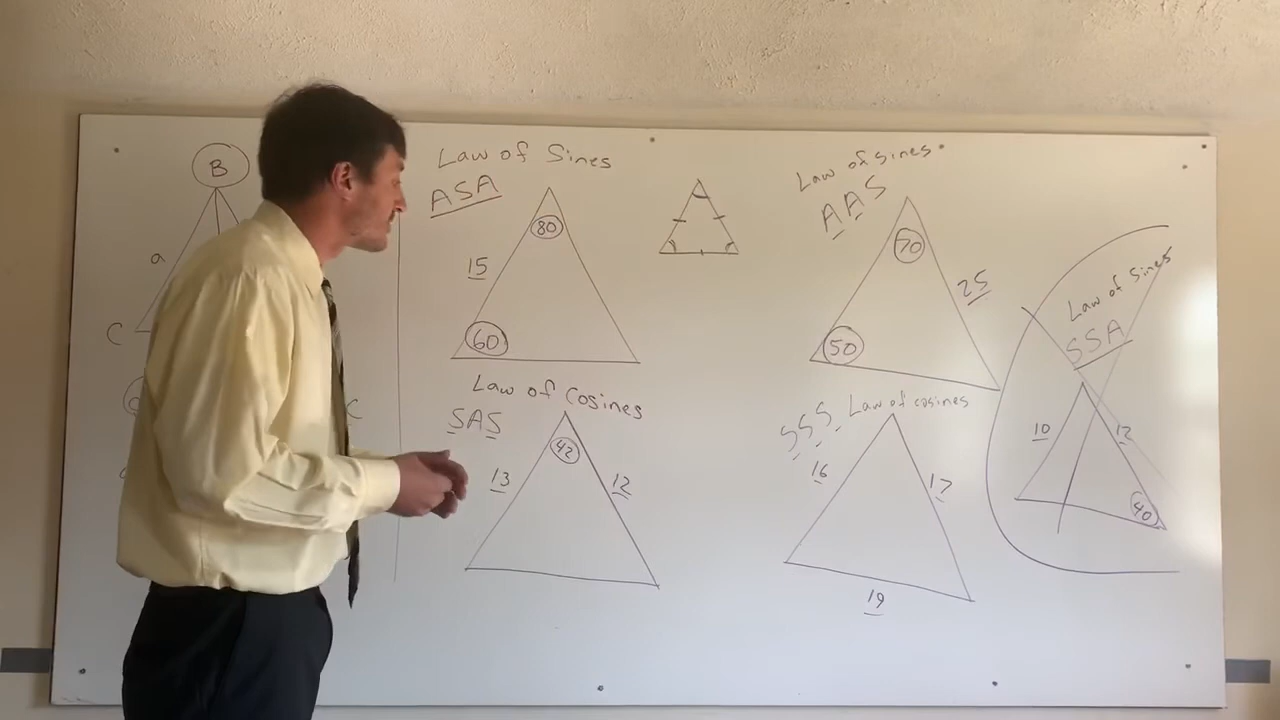 B
a
C
c
Law of Sines
ASA
80
15
60
Law of Cosines
SAS
42
13
12
Law of sines
AAS
70
25
50
SSS Law of cosines
16
17
19
Law of Sines
SSA
10
12
40